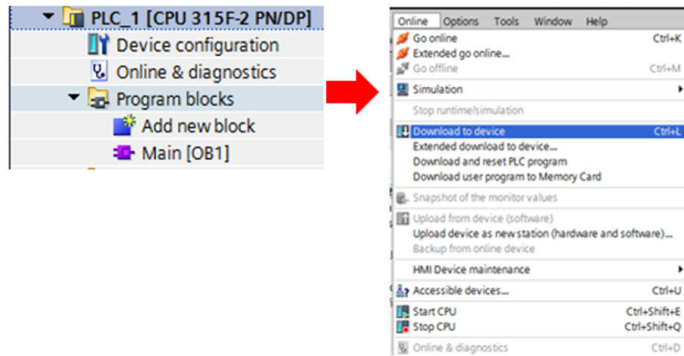 PLC_1 [CPU 315F-2 PN/DP]
Device configuration
Online & diagnostics
Program blocks
Add new block
Main [OB1]
Online Options Tools Window Help
Go online Ctrl+K
Extended go online...
Go offline Ctrl+M
Simulation
Stop runtime/simulation
Download to device Ctrl+L
Extended download to device...
Download and reset PLC program
Download user program to Memory Card
Snapshot of the monitor values
Upload from device (software)
Upload device as new station (hardware and software)...
Backup from online device
HMI Device maintenance
Accessible devices... Ctrl+U
Start CPU Ctrl+Shift+E
Stop CPU Ctrl+Shift+Q
Online & diagnostics Ctrl+D